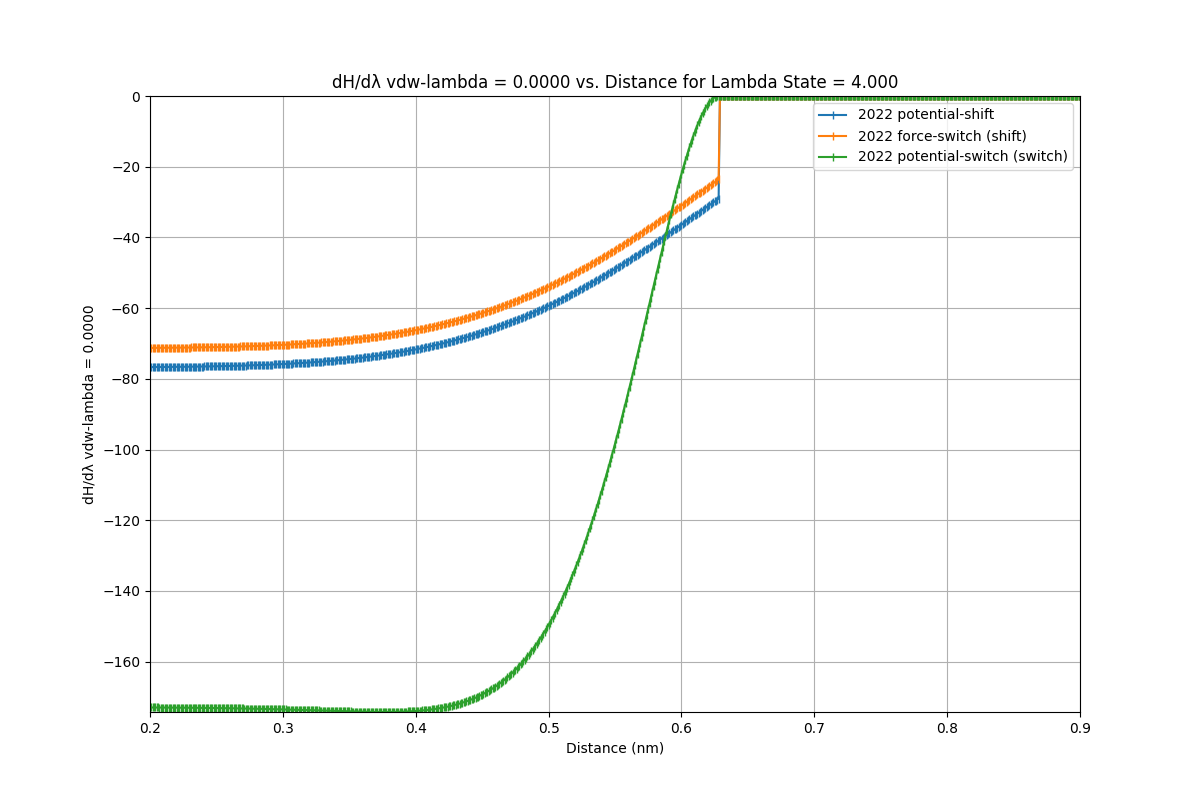 dH/dλ vdw-lambda = 0.0000 vs. Distance for Lambda State = 4.000
2022 potential-shift
2022 force-switch (shift)
2022 potential-switch (switch)
dH/dλ vdw-lambda = 0.0000
0
−20
−40
−60
−80
−100
−120
−140
−160
0.2 0.3 0.4 0.5 0.6 0.7 0.8 0.9
Distance (nm)